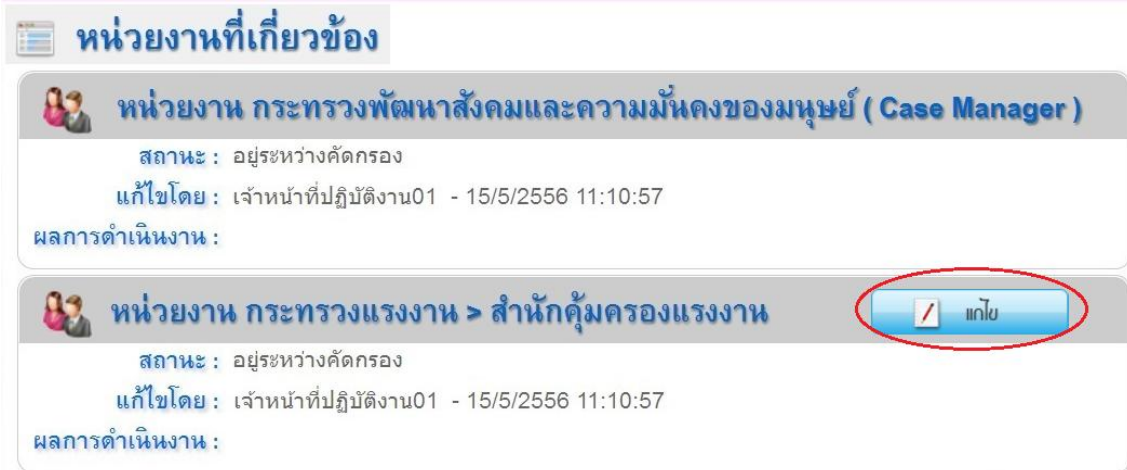 หน่วยงานที่เกี่ยวข้อง
หน่วยงาน กระทรวงพัฒนาสังคมและความมั่นคงของมนุษย์ ( Case Manager )
สถานะ : อยู่ระหว่างคัดกรอง
แก้ไขโดย : เจ้าหน้าที่ปฏิบัติงาน01 - 15/5/2556 11:10:57
ผลการดำเนินงาน :
หน่วยงาน กระทรวงแรงงาน > สำนักคุ้มครองแรงงาน แก้ไข
สถานะ : อยู่ระหว่างคัดกรอง
แก้ไขโดย : เจ้าหน้าที่ปฏิบัติงาน01 - 15/5/2556 11:10:57
ผลการดำเนินงาน :